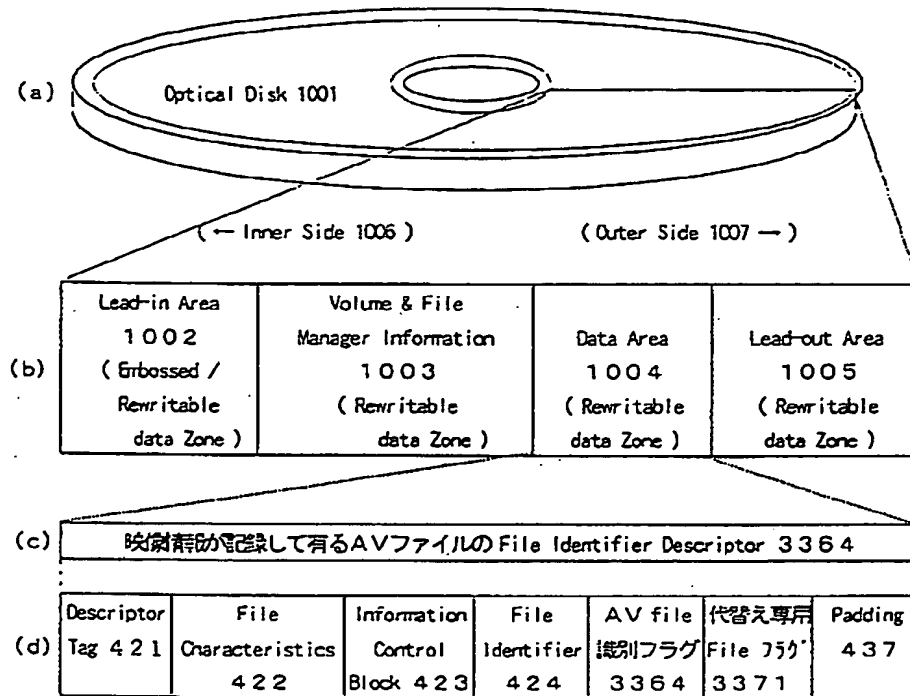 (a)
Optical Disk 1001
( ← Inner Side 1006 )
( Outer Side 1007 → )
(b)
Lead-in Area
1002
( Embossed /
Rewritable
data Zone )
Volume & File
Manager Information
1003
( Rewritable
data Zone )
Data Area
1004
( Rewritable
data Zone )
Lead-out Area
1005
( Rewritable
data Zone )
(c)
映像情報が記録して有るAVファイルの File Identifier Descriptor 3364
(d)
Descriptor
Tag 421
File
Characteristics
422
Information
Control
Block 423
File
Identifier
424
AV file
識別フラグ
3364
代替え専用
File フラグ
3371
Padding
437